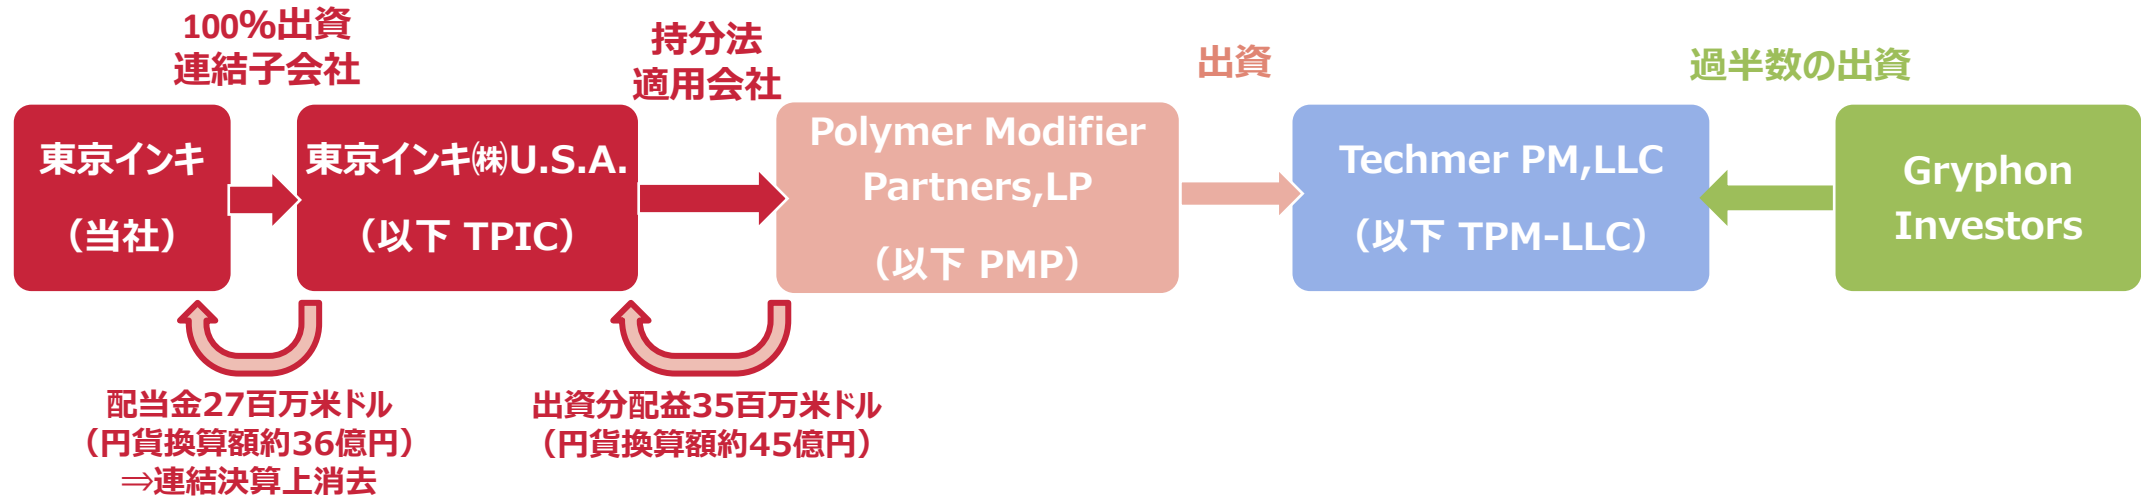 100%出資
連結子会社
持分法
適用会社
出資
過半数の出資
東京インキ
（当社）
東京インキ㈱U.S.A.
（以下 TPIC）
Polymer Modifier
Partners,LP
（以下 PMP）
Techmer PM,LLC
（以下 TPM-LLC）
Gryphon
Investors
配当金27百万米ドル
（円貨換算額約36億円）
⇒連結決算上消去
出資分配益35百万米ドル
（円貨換算額約45億円）